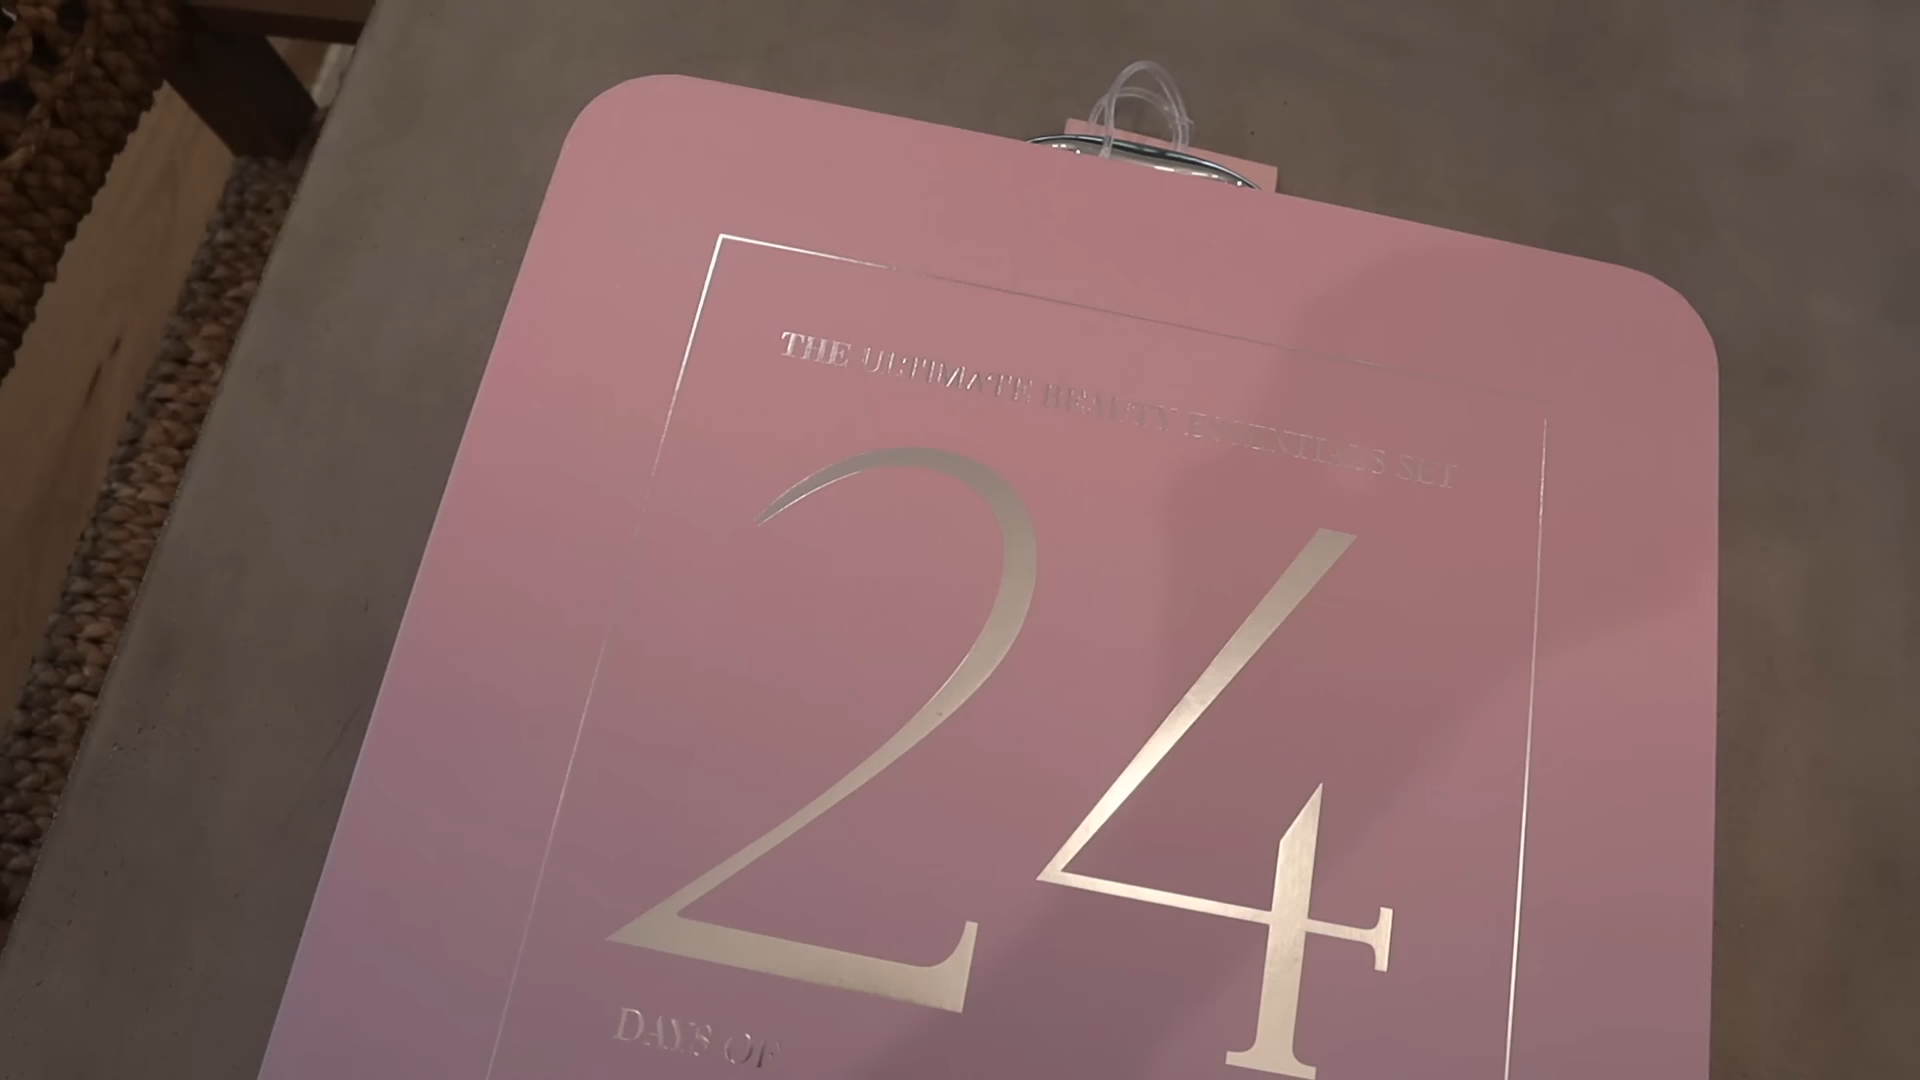 THE ULTIMATE BEAUTY ESSENTIALS SET
24
DAYS OF